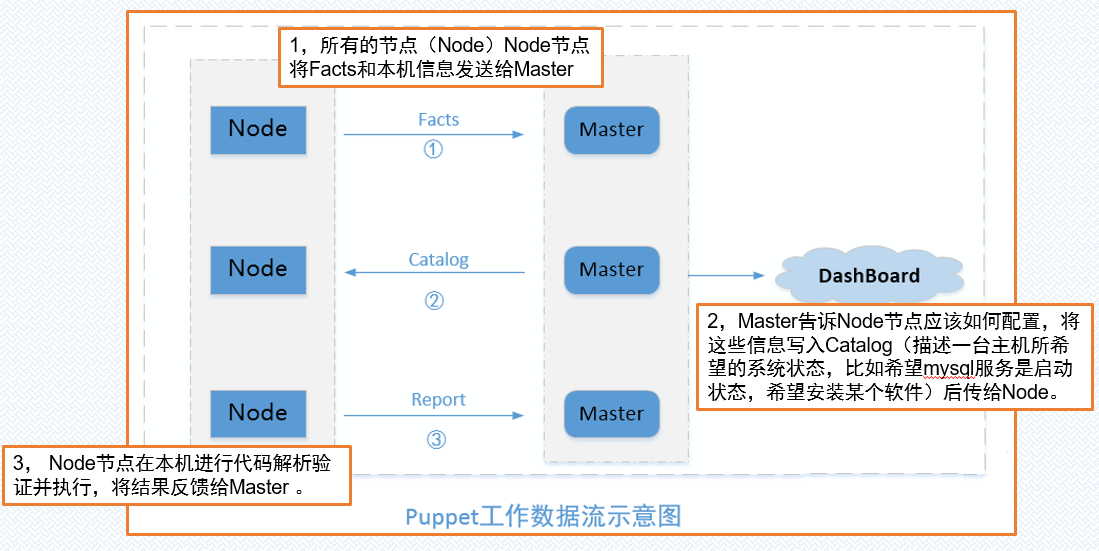 1，所有的节点（Node）Node节点
将Facts和本机信息发送给Master
Node
Facts
①
Master
Node
Catalog
②
Master
DashBoard
2，Master告诉Node节点应该如何配置，将
这些信息写入Catalog（描述一台主机所希
望的系统状态，比如希望mysql服务是启动
状态，希望安装某个软件）后传给Node。
Node
Report
③
Master
3， Node节点在本机进行代码解析验
证并执行，将结果反馈给Master 。
Puppet工作数据流示意图